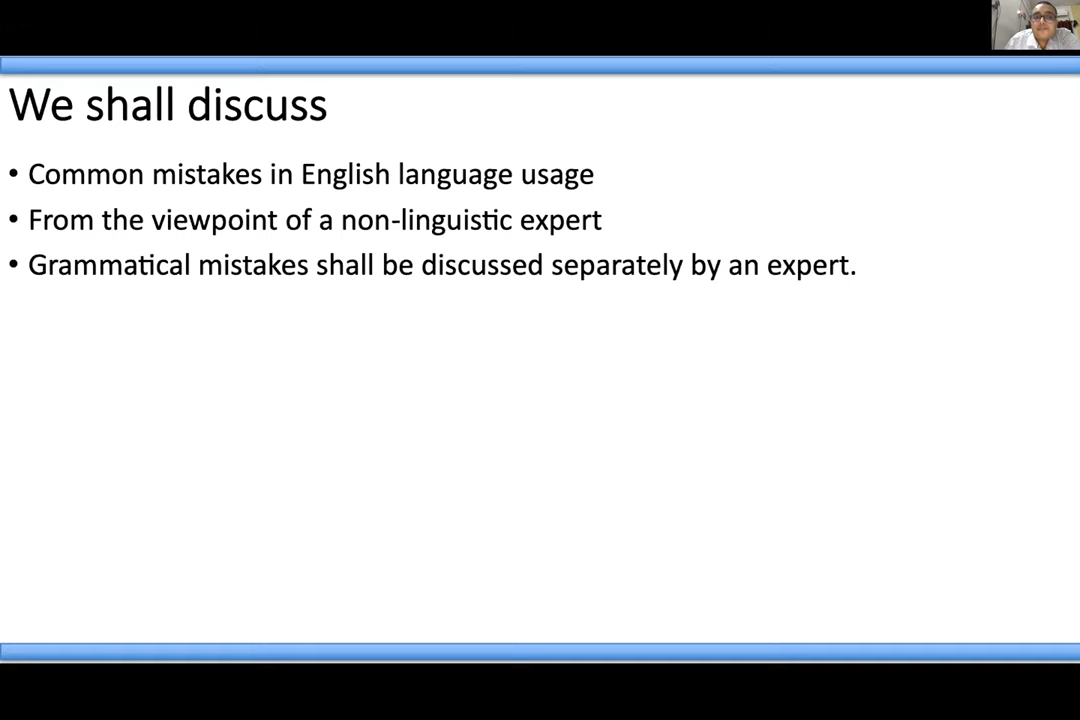 We shall discuss
• Common mistakes in English language usage
• From the viewpoint of a non-linguistic expert
• Grammatical mistakes shall be discussed separately by an expert.